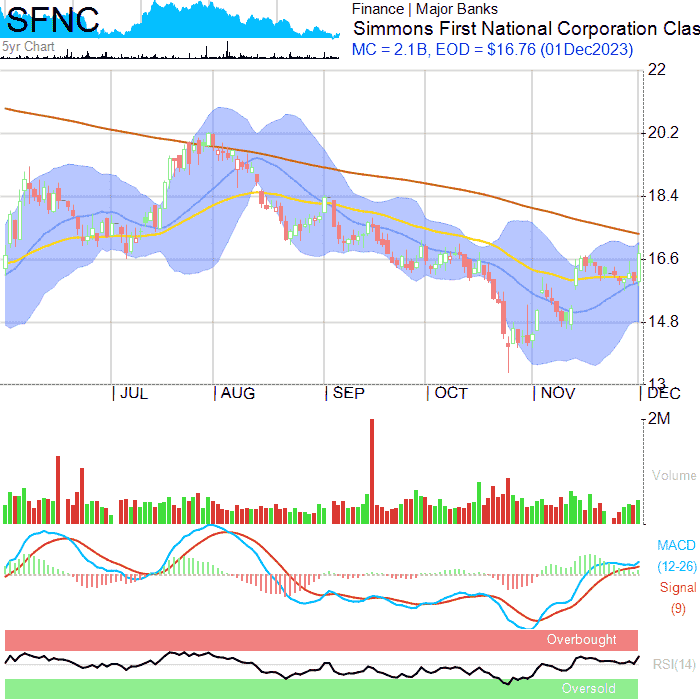 SFNC
5yr Chart
Finance | Major Banks
Simmons First National Corporation Clas
MC = 2.1B, EOD = $16.76 (01Dec2023)
22
20.2
18.4
16.6
14.8
13
| JUL | AUG | SEP | OCT | NOV | DEC
2M
Volume
MACD
(12-26)
Signal
(9)
Overbought
RSI(14)
Oversold